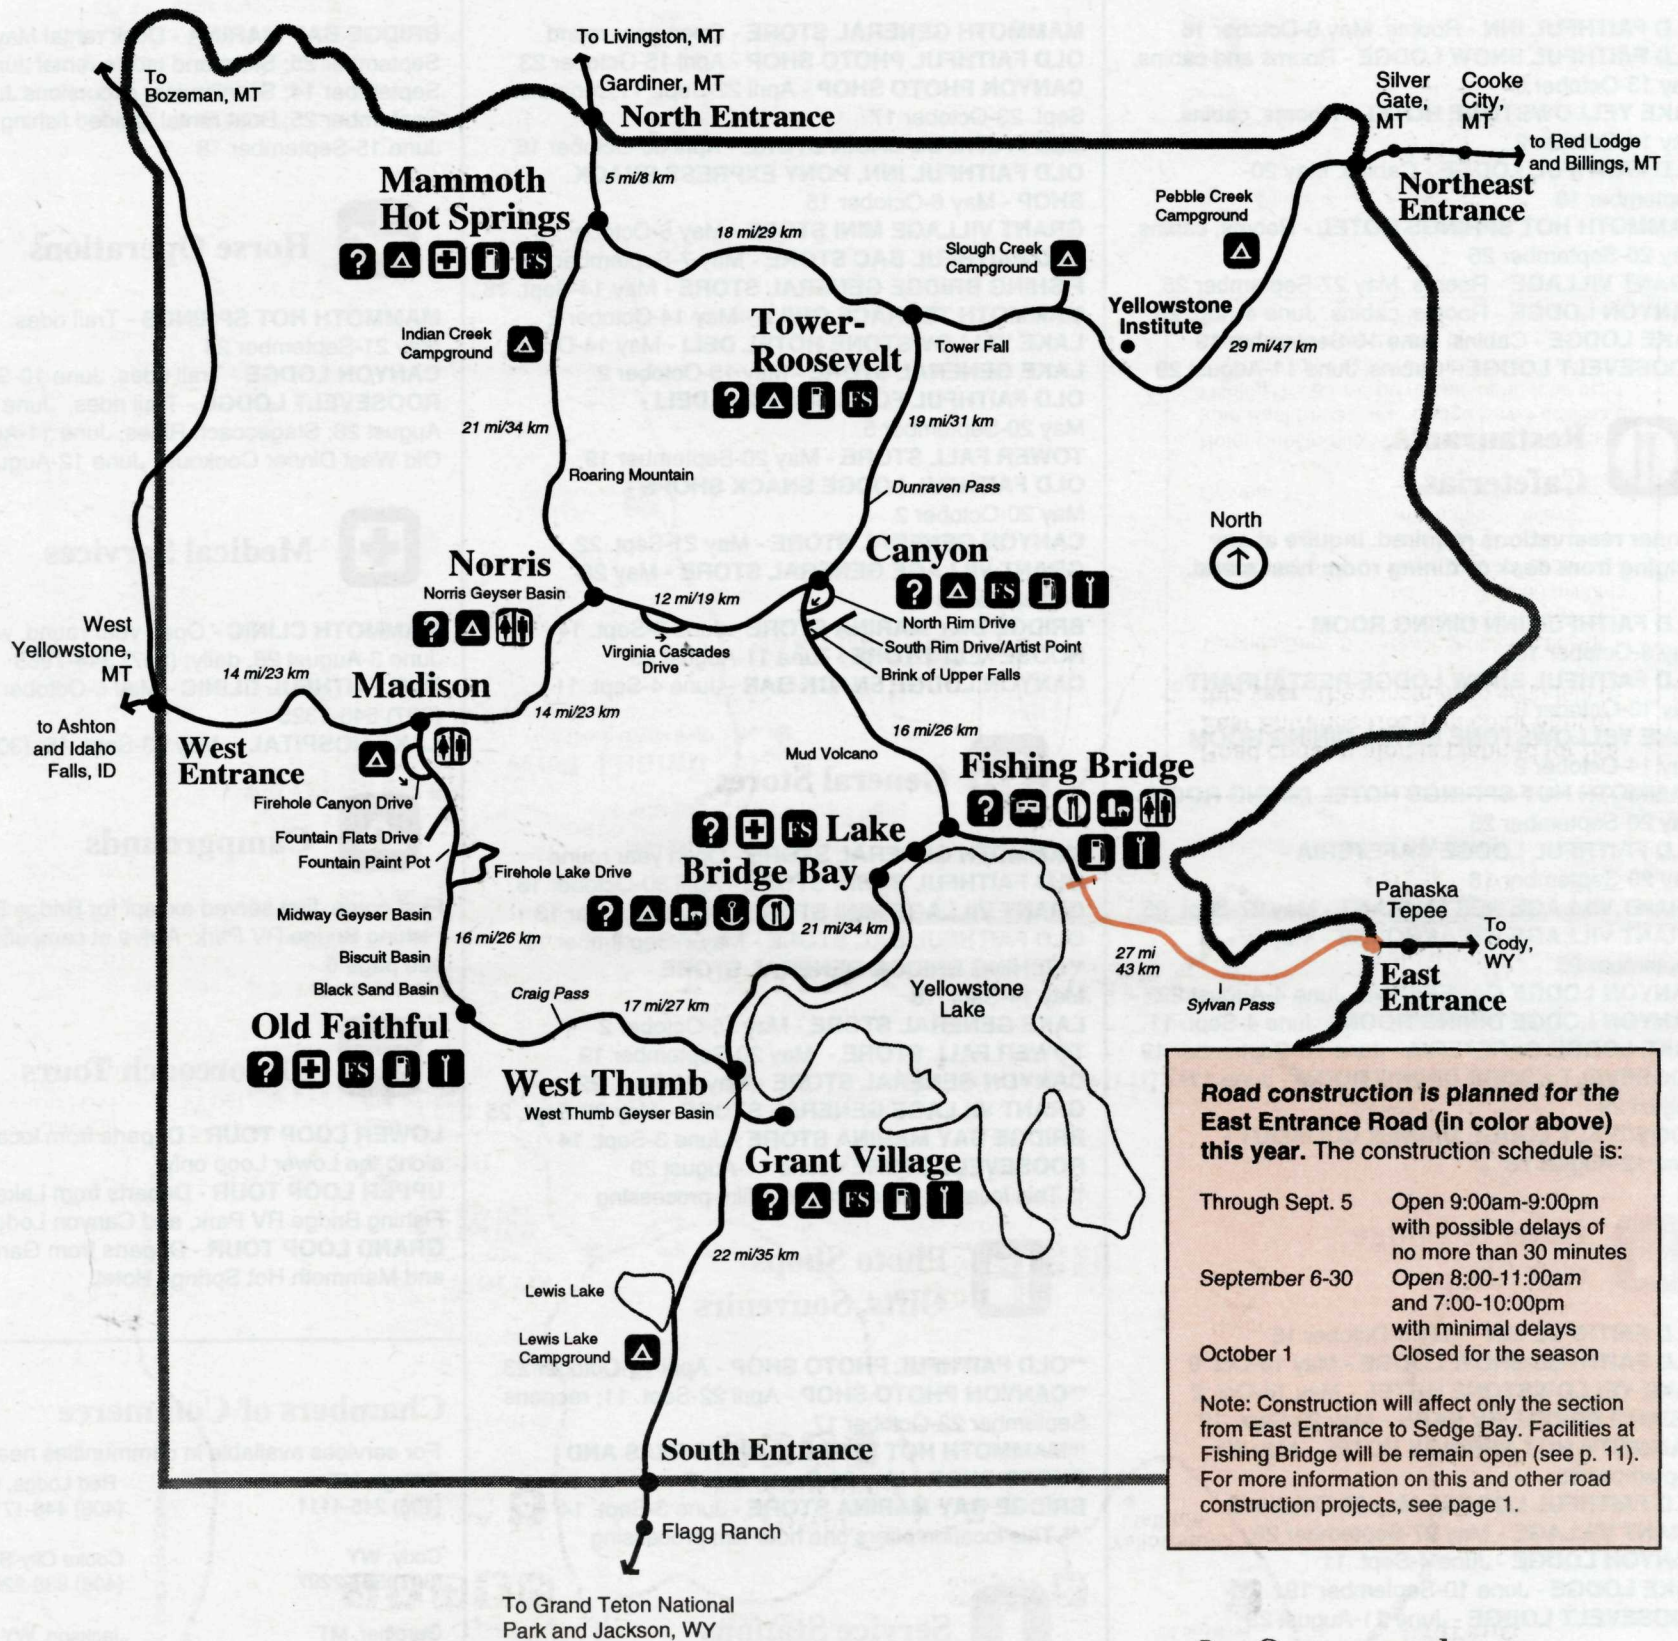 To Livingston, MT
To
Bozeman, MT
Gardiner, MT
North Entrance
Silver
Gate,
MT
Cooke
City,
MT
to Red Lodge
and Billings, MT
Northeast
Entrance
5 mi/8 km
Mammoth
Hot Springs
? FS
18 mi/29 km
Pebble Creek
Campground
Slough Creek
Campground
Yellowstone
Institute
29 mi/47 km
Indian Creek
Campground
Tower-
Roosevelt
Tower Fall
? FS
21 mi/34 km
19 mi/31 km
Roaring Mountain
Dunraven Pass
North
Norris
Norris Geyser Basin
?
12 mi/19 km
Canyon
? FS
North Rim Drive
South Rim Drive/Artist Point
Brink of Upper Falls
Virginia Cascades
Drive
West
Yellowstone,
MT
14 mi/23 km
Madison
14 mi/23 km
to Ashton
and Idaho
Falls, ID
West
Entrance
16 mi/26 km
Mud Volcano
Fishing Bridge
?
Firehole Canyon Drive
Fountain Flats Drive
Fountain Paint Pot
Firehole Lake Drive
? FS Lake
Bridge Bay
?
Midway Geyser Basin
16 mi/26 km
Biscuit Basin
Black Sand Basin
21 mi/34 km
27 mi
43 km
Pahaska
Tepee
To
Cody,
WY
East
Entrance
Sylvan Pass
Yellowstone
Lake
Old Faithful
? FS
Craig Pass
17 mi/27 km
West Thumb
West Thumb Geyser Basin
Grant Village
? FS
22 mi/35 km
Lewis Lake
Lewis Lake
Campground
South Entrance
Flagg Ranch
To Grand Teton National
Park and Jackson, WY
Road construction is planned for the
East Entrance Road (in color above)
this year. The construction schedule is:
Through Sept. 5 Open 9:00am-9:00pm
with possible delays of
no more than 30 minutes
September 6-30 Open 8:00-11:00am
and 7:00-10:00pm
with minimal delays
October 1 Closed for the season
Note: Construction will affect only the section
from East Entrance to Sedge Bay. Facilities at
Fishing Bridge will be remain open (see p. 11).
For more information on this and other road
construction projects, see page 1.